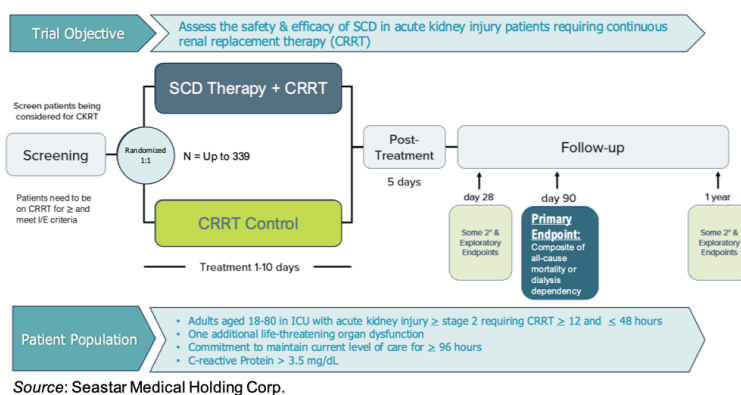 Trial Objective
Assess the safety & efficacy of SCD in acute kidney injury patients requiring continuous
renal replacement therapy (CRRT)
SCD Therapy + CRRT
Screen patients being
considered for CKRT
Screening
Randomized
1:1
N = Up to 339
Post-
Treatment
5 days
Follow-up
Patients need to be
on CRRT for ≥ and
meet I/E criteria
CRRT Control
Treatment 1-10 days
day 28
Some 2° &
Exploratory
Endpoints
day 90
Primary
Endpoint:
Composite of
all-cause
mortality or
dialysis
dependency
1 year
Some 2° &
Exploratory
Endpoints
Patient Population
• Adults aged 18-80 in ICU with acute kidney injury ≥ stage 2 requiring CRRT ≥ 12 and ≤ 48 hours
• One additional life-threatening organ dysfunction
• Commitment to maintain current level of care for ≥ 96 hours
• C-reactive Protein > 3.5 mg/dL
Source: Seastar Medical Holding Corp.